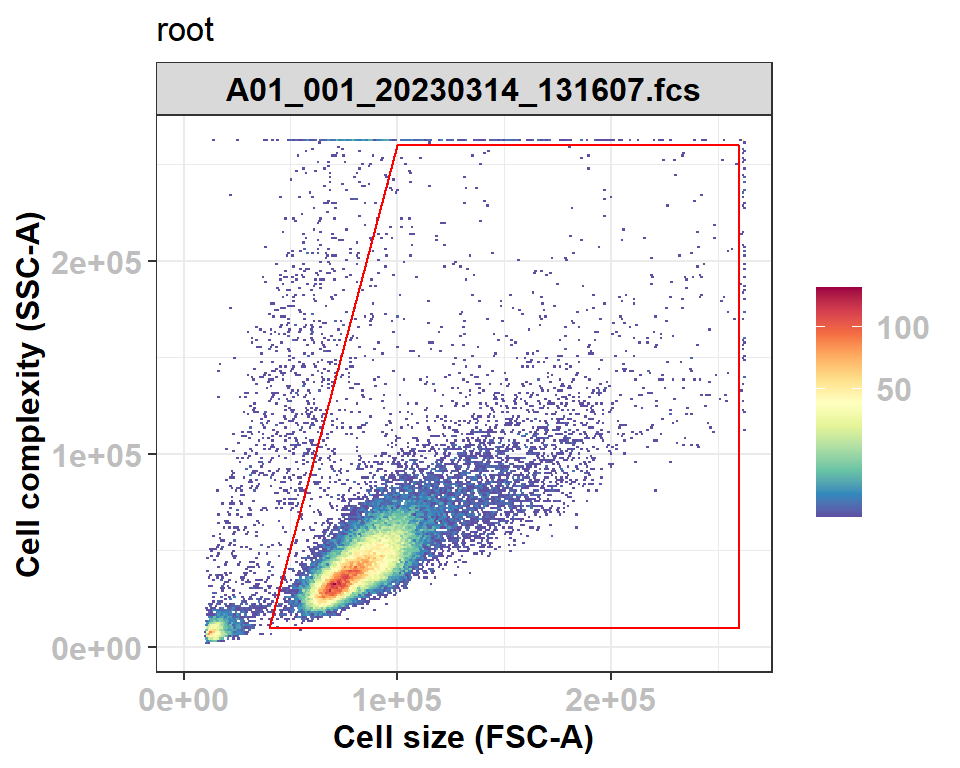 root
A01_001_20230314_131607.fcs
Cell complexity (SSC-A)
2e+05
1e+05
0e+00
0e+00 1e+05 2e+05
Cell size (FSC-A)
100
50